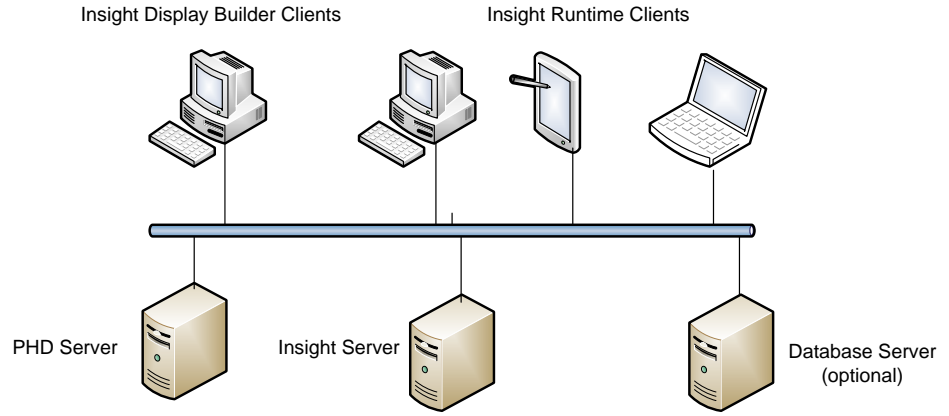 Insight Display Builder Clients
Insight Runtime Clients
PHD Server
Insight Server
Database Server
(optional)